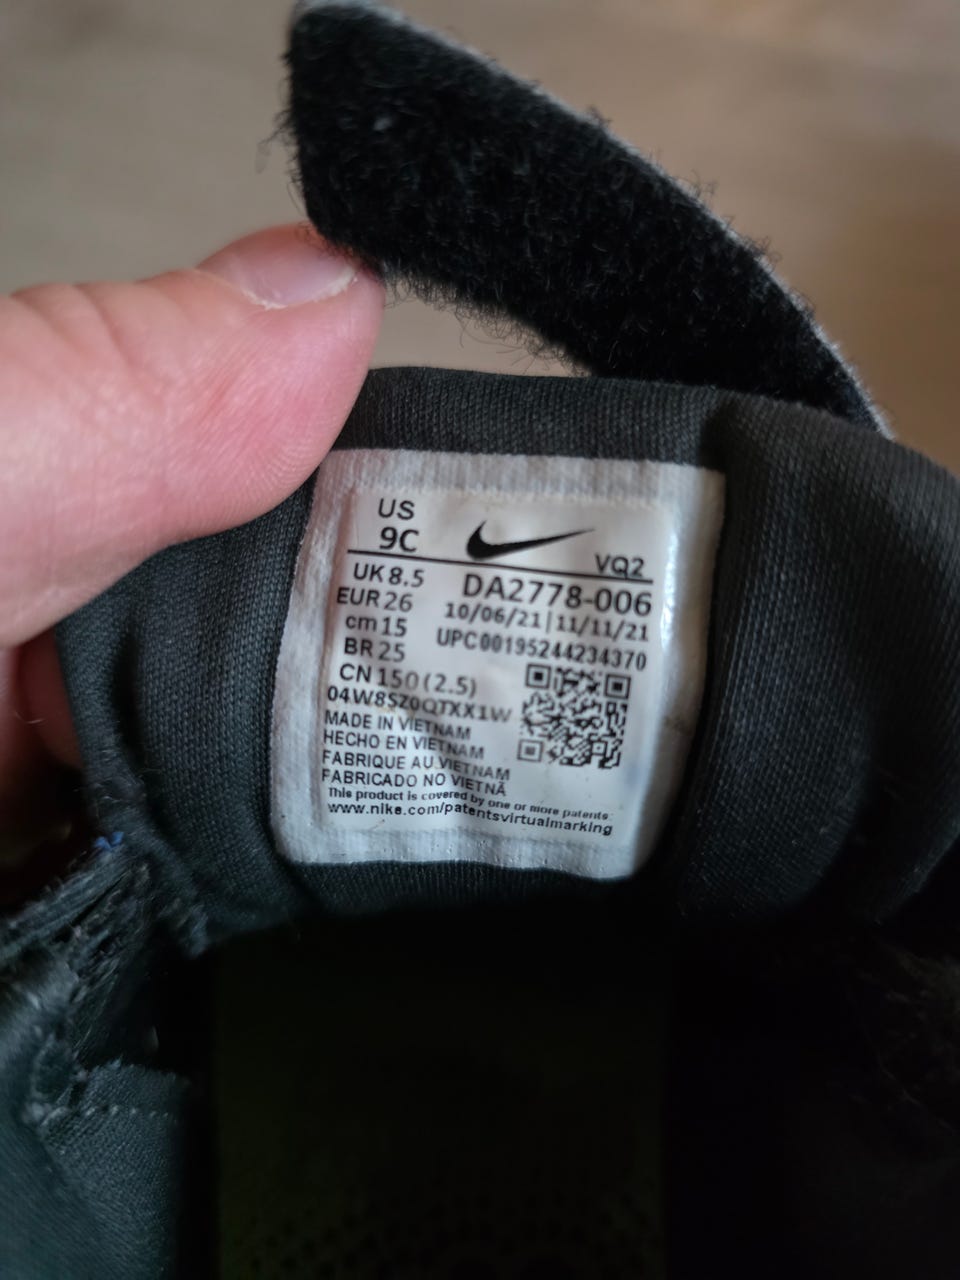 US
9C
VQ2
UK 8.5
DA2778-006
EUR 26
10/06/21|11/11/21
cm 15
UPC00195244234370
BR 25
CN 150(2.5)
04W8SZ0QTXX1W
MADE IN VIETNAM
HECHO EN VIETNAM
FABRIQUE AU VIETNAM
FABRICADO NO VIETNÃ
This product is covered by one or more patents:
www.nike.com/patentsvirtualmarking